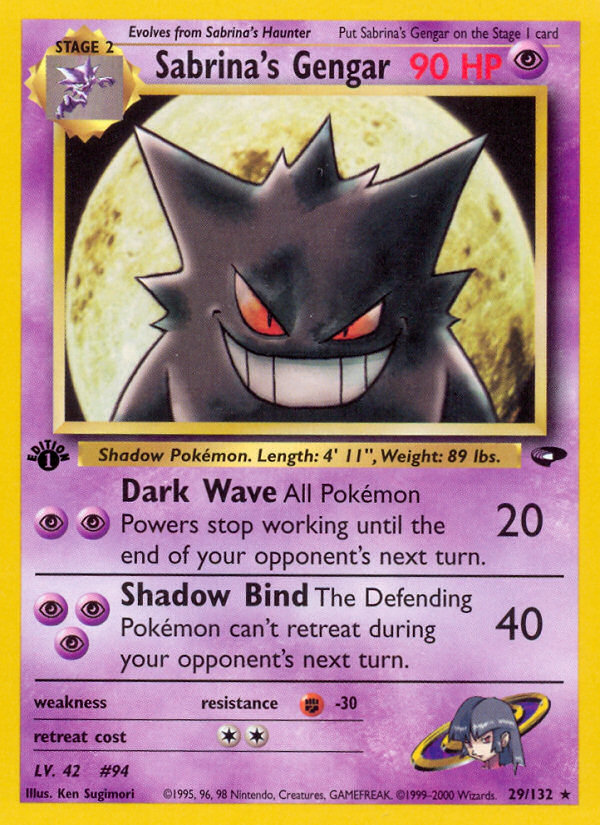 Evolves from Sabrina's Haunter Put Sabrina's Gengar on the Stage 1 card
STAGE 2
Sabrina's Gengar 90 HP
EDITION
1
Shadow Pokémon. Length: 4' 11", Weight: 89 lbs.
Dark Wave All Pokémon
Powers stop working until the
end of your opponent's next turn.
20
Shadow Bind The Defending
Pokémon can't retreat during
your opponent's next turn.
40
weakness resistance -30
retreat cost
LV. 42 #94
Illus. Ken Sugimori ©1995, 96, 98 Nintendo, Creatures, GAMEFREAK. ©1999-2000 Wizards. 29/132 ★